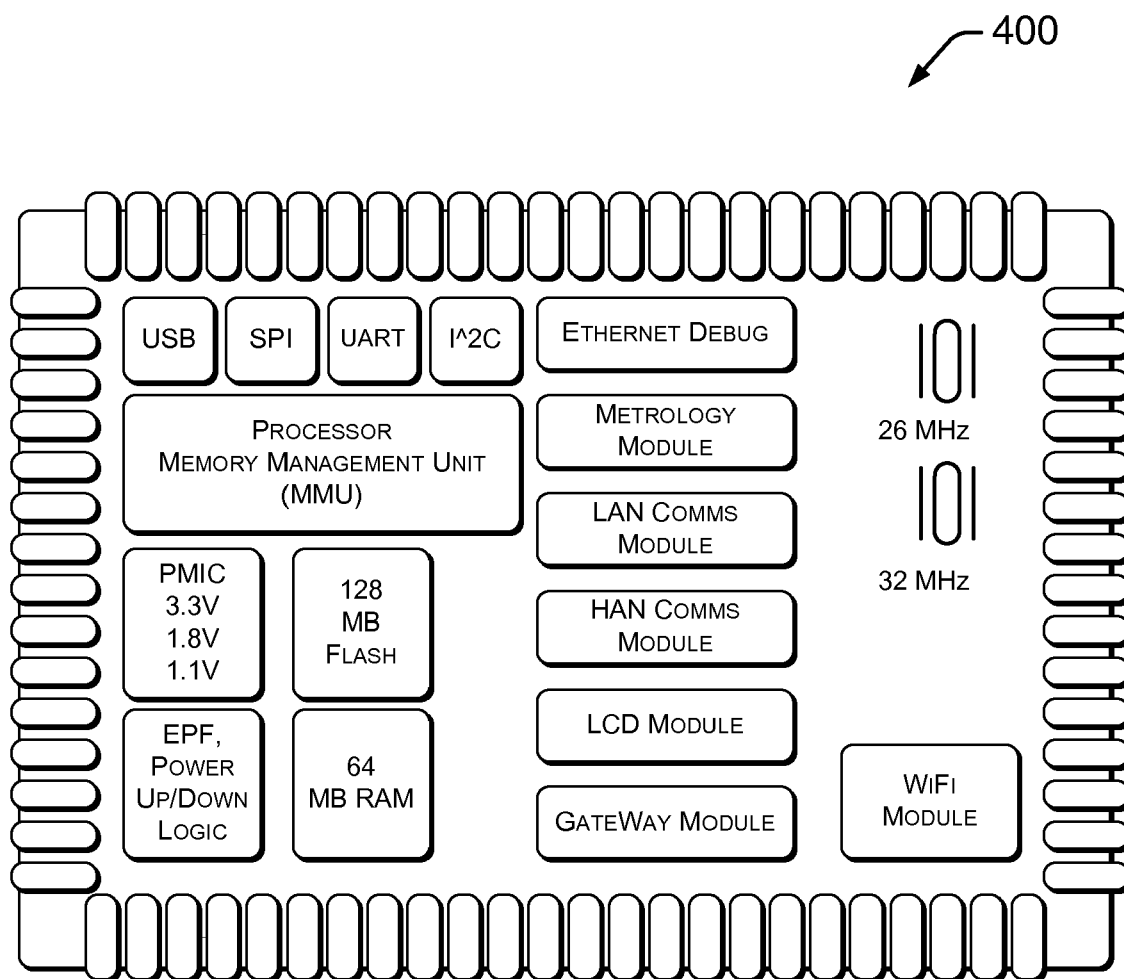 400
USB
SPI
UART
I^2C
ETHERNET DEBUG
PROCESSOR
MEMORY MANAGEMENT UNIT
(MMU)
METROLOGY
MODULE
26 MHz
LAN COMMS
MODULE
32 MHz
PMIC
3.3V
1.8V
1.1V
128
MB
FLASH
HAN COMMS
MODULE
EPF,
POWER
UP/DOWN
LOGIC
64
MB RAM
LCD MODULE
GATEWAY MODULE
WIFI
MODULE